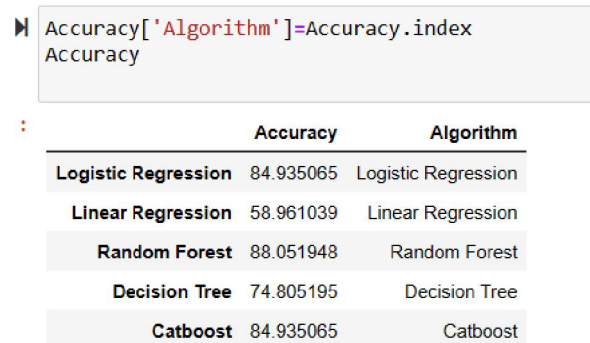 Accuracy['Algorithm']=Accuracy.index
Accuracy
:
Accuracy Algorithm
Logistic Regression 84.935065 Logistic Regression
Linear Regression 58.961039 Linear Regression
Random Forest 88.051948 Random Forest
Decision Tree 74.805195 Decision Tree
Catboost 84.935065 Catboost